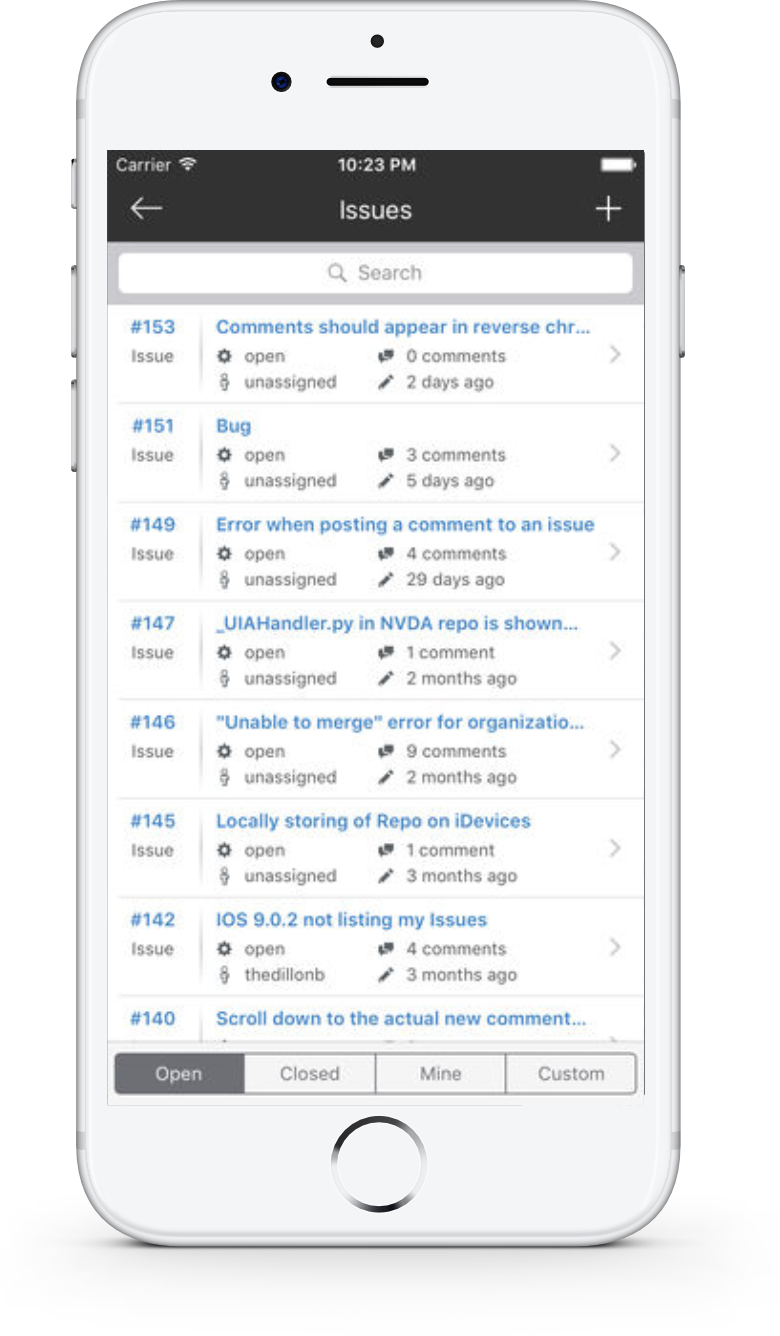 Carrier 10:23 PM
Issues
Search
#153 Comments should appear in reverse chr...
Issue open 0 comments
unassigned 2 days ago
#151 Bug
Issue open 3 comments
unassigned 5 days ago
#149 Error when posting a comment to an issue
Issue open 4 comments
unassigned 29 days ago
#147 _UIAHandler.py in NVDA repo is shown...
Issue open 1 comment
unassigned 2 months ago
#146 "Unable to merge" error for organizatio...
Issue open 9 comments
unassigned 2 months ago
#145 Locally storing of Repo on iDevices
Issue open 1 comment
unassigned 3 months ago
#142 IOS 9.0.2 not listing my Issues
Issue open 4 comments
thedillonb 3 months ago
#140 Scroll down to the actual new comment...
Open Closed Mine Custom